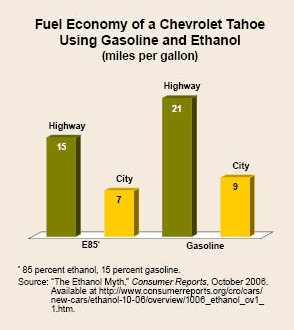 Fuel Economy of a Chevrolet Tahoe
Using Gasoline and Ethanol
(miles per gallon)
Highway
21
Highway
15
City
9
City
7
E85*
Gasoline
* 85 percent ethanol, 15 percent gasoline.
Source: “The Ethanol Myth,” Consumer Reports, October 2006.
Available at http://www.consumerreports.org/cro/cars/
new-cars/ethanol-10-06/overview/1006_ethanol_ov1_
1.htm.